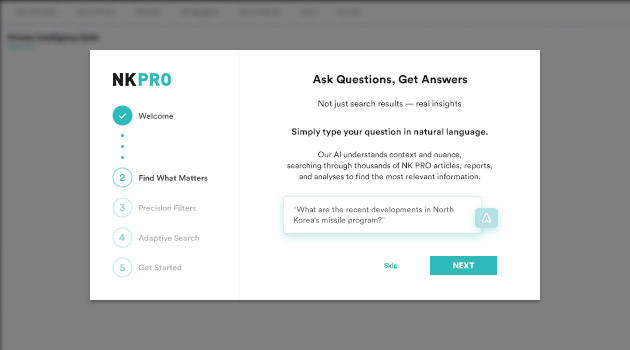 NKPRO
Welcome
2 Find What Matters
3 Precision Filters
4 Adaptive Search
5 Get Started
Ask Questions, Get Answers
Not just search results — real insights
Simply type your question in natural language.
Our AI understands context and nuance,
searching through thousands of NK PRO articles, reports,
and analyses to find the most relevant information.
"What are the recent developments in North
Korea's missile program?"
Skip
NEXT